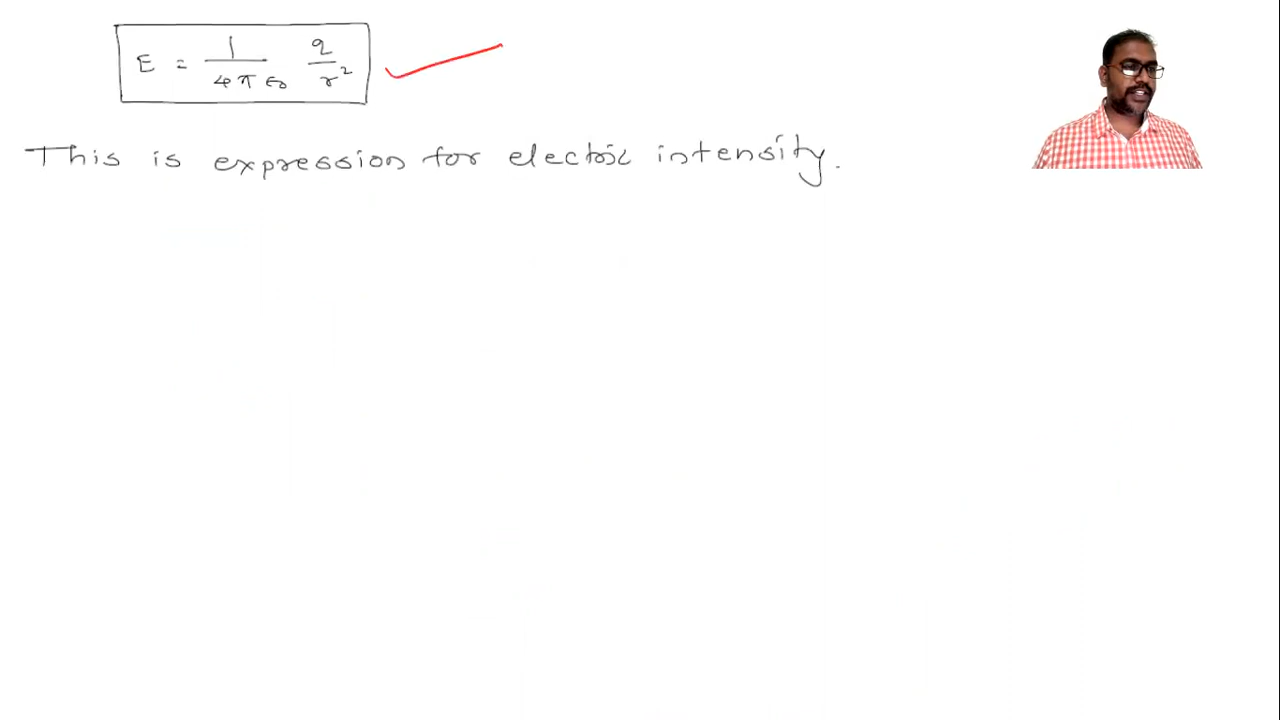 E = 1/4πε0 q/r²
This is expression for electric intensity.